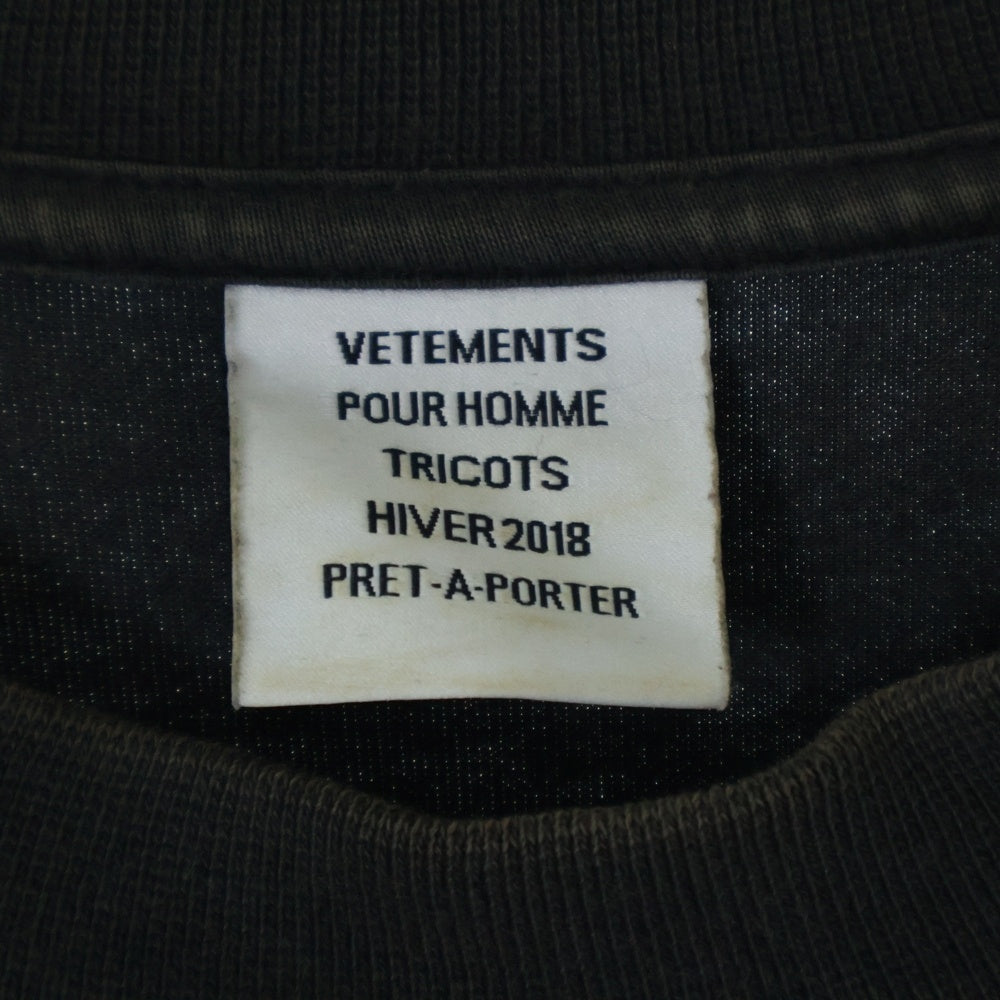 VETEMENTS
POUR HOMME
TRICOTS
HIVER 2018
PRET-A-PORTER